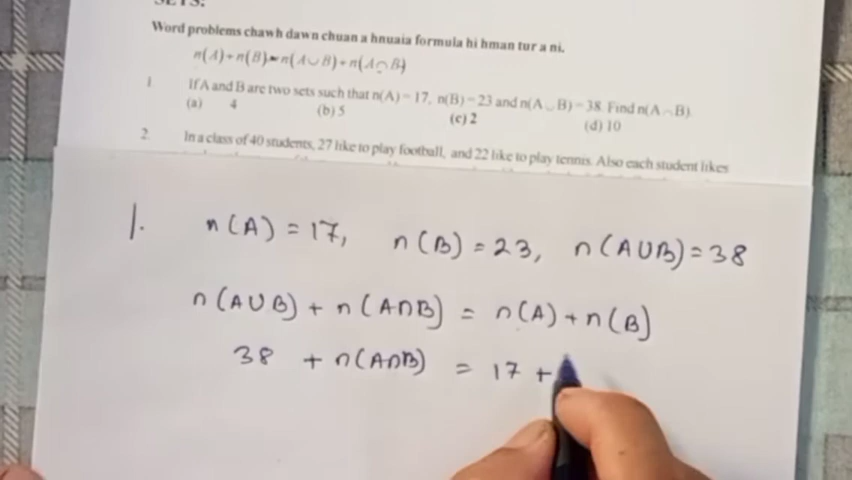 SETS:
Word problems chawh dawn chuan a hnuaia formula hi hman tur a ni.
n(A)+n(B)=n(A∪B)+n(A∩B)
1. If A and B are two sets such that n(A) = 17, n(B) = 23 and n(A∪B) = 38. Find n(A∩B)
(a) 4 (b) 5 (c) 2 (d) 10
2. In a class of 40 students, 27 like to play football, and 22 like to play tennis. Also each student likes
1. n(A) = 17, n(B) = 23, n(A∪B) = 38
n(A∪B) + n(A∩B) = n(A) + n(B)
38 + n(A∩B) = 17 +